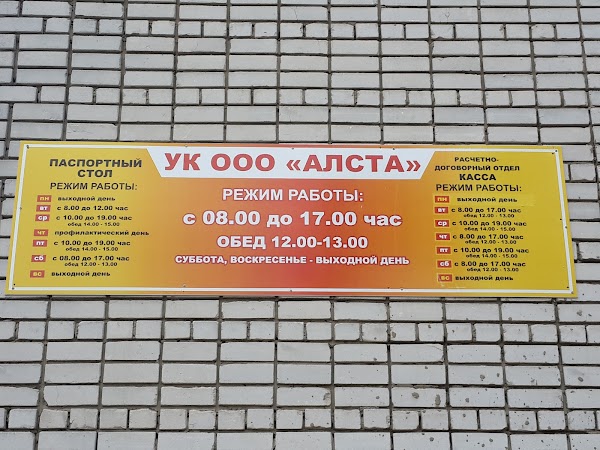 ПАСПОРТНЫЙ
СТОЛ
РЕЖИМ РАБОТЫ:
пн выходной день
вт с 8.00 до 12.00 час
ср с 10.00 до 19.00 час
обед 14.00 - 15.00
чт профилактический день
пт с 10.00 до 19.00 час
обед 14.00 - 15.00
сб с 08.00 до 17.00 час
обед 12.00 - 13.00
вс выходной день
УК ООО «АЛСТА»
РЕЖИМ РАБОТЫ:
с 08.00 до 17.00 час
ОБЕД 12.00-13.00
СУББОТА, ВОСКРЕСЕНЬЕ - ВЫХОДНОЙ ДЕНЬ
РАСЧЕТНО-
ДОГОВОРНЫЙ ОТДЕЛ
КАССА
РЕЖИМ РАБОТЫ:
пн выходной день
вт с 8.00 до 17.00 час
обед 12.00 - 13.00
ср с 10.00 до 19.00 час
обед 14.00 - 15.00
чт с 8.00 до 17.00 час
обед 12.00 - 13.00
пт с 10.00 до 19.00 час
обед 14.00 - 15.00
сб с 8.00 до 17.00 час
обед 12.00 - 13.00
вс выходной день